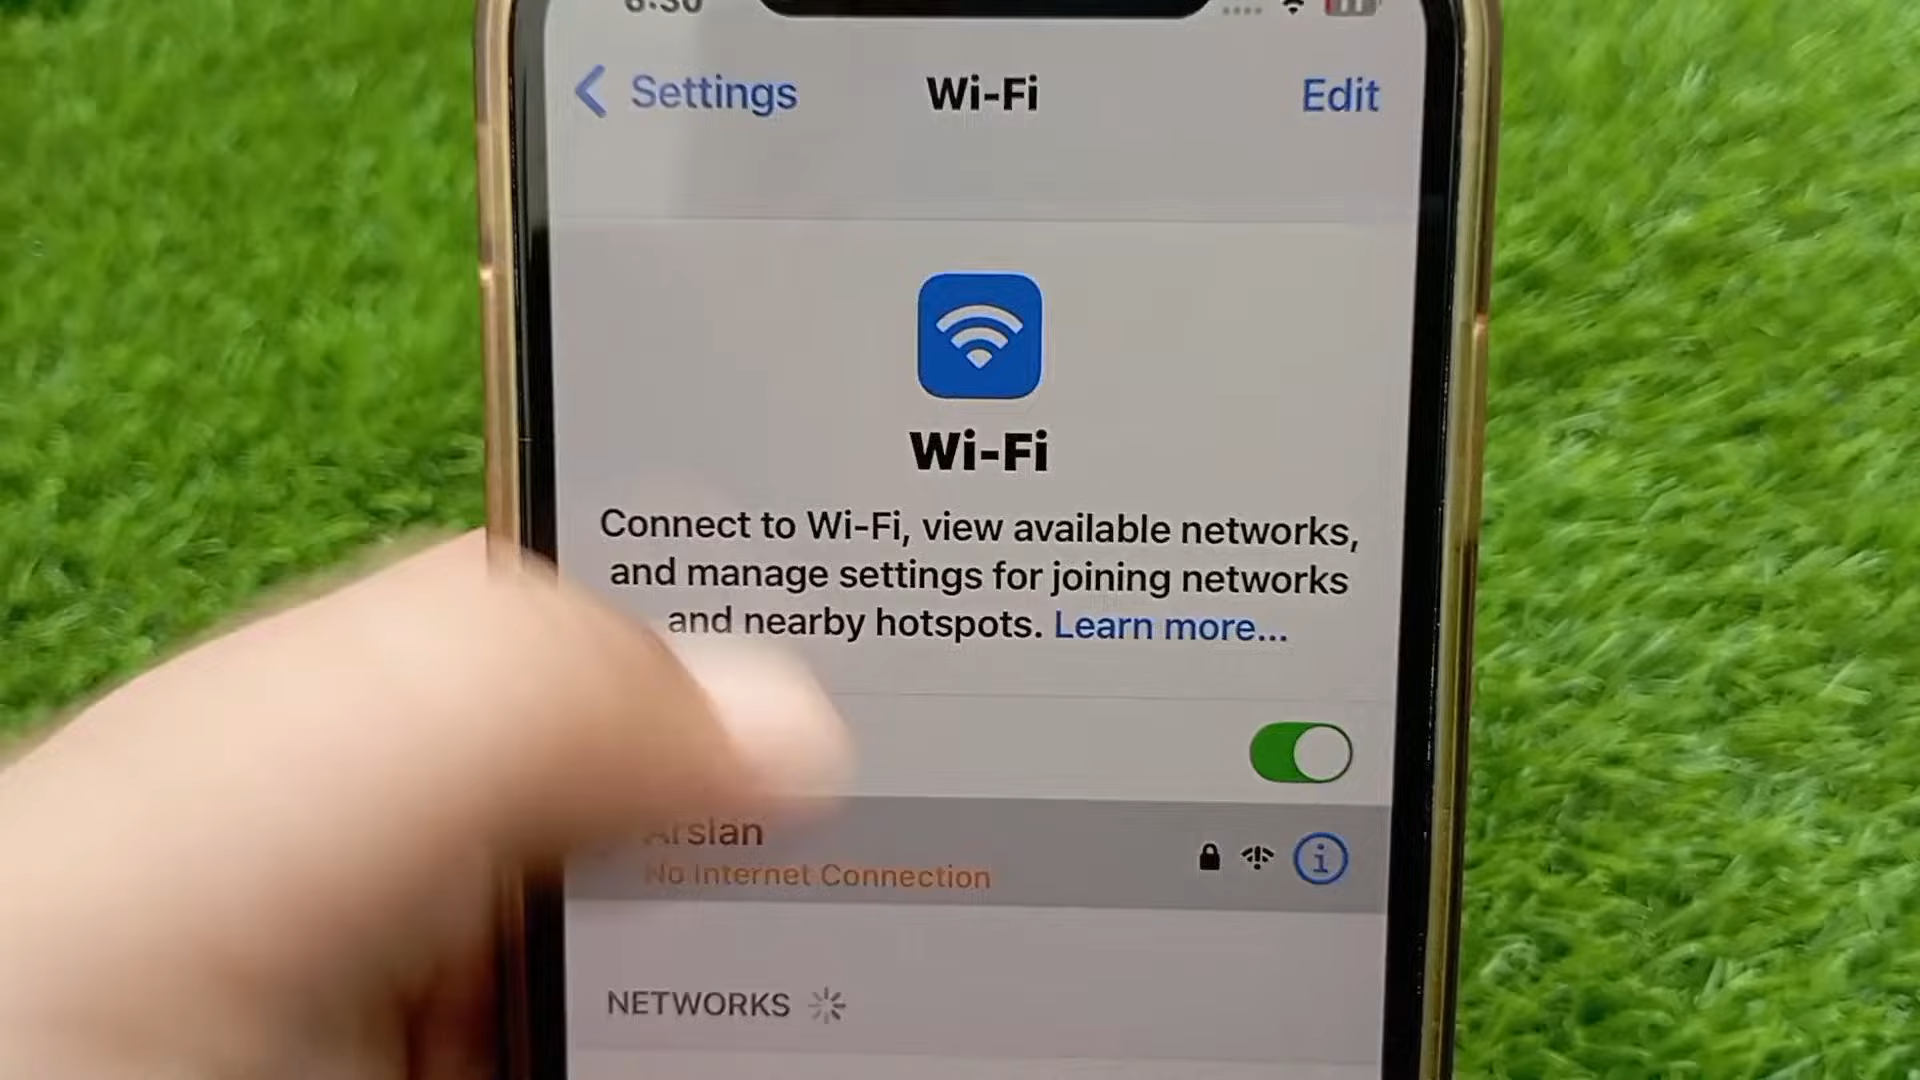 Settings
Wi-Fi
Edit
Wi-Fi
Connect to Wi-Fi, view available networks,
and manage settings for joining networks
and nearby hotspots. Learn more...
Arslan
No Internet Connection
NETWORKS